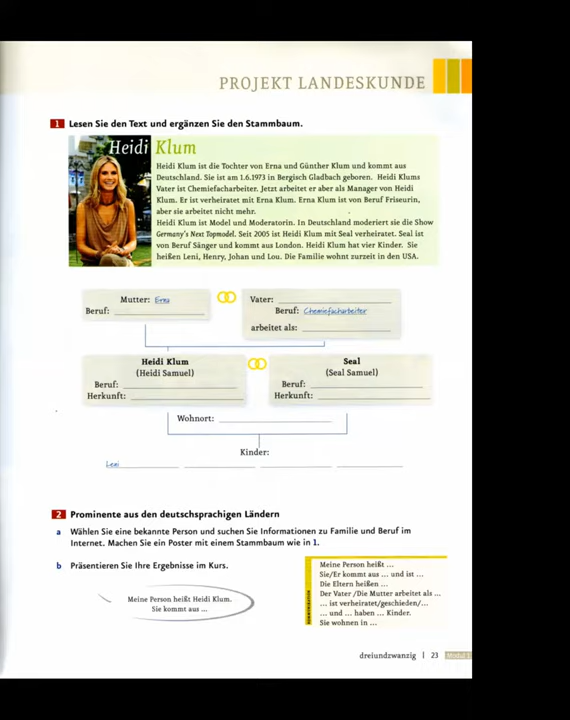 PROJEKT LANDESKUNDE
1 Lesen Sie den Text und ergänzen Sie den Stammbaum.
Heidi Klum
Heidi Klum ist die Tochter von Erna und Günther Klum und kommt aus
Deutschland. Sie ist am 1.6.1973 in Bergisch Gladbach geboren. Heidi Klums
Vater ist Chemiefacharbeiter. Jetzt arbeitet er aber als Manager von Heidi
Klum. Er ist verheiratet mit Erna Klum. Erna Klum ist von Beruf Friseurin,
aber sie arbeitet nicht mehr.
Heidi Klum ist Model und Moderatorin. In Deutschland moderiert sie die Show
Germany's Next Topmodel. Seit 2005 ist Heidi Klum mit Seal verheiratet. Seal ist
von Beruf Sänger und kommt aus London. Heidi Klum hat vier Kinder. Sie
heißen Leni, Henry, Johan und Lou. Die Familie wohnt zurzeit in den USA.
Mutter: Erna
Beruf:
Vater:
Beruf: Chemiefacharbeiter
arbeitet als:
Heidi Klum
(Heidi Samuel)
Beruf:
Herkunft:
Seal
(Seal Samuel)
Beruf:
Herkunft:
Wohnort:
Kinder:
Leni
2 Prominente aus den deutschsprachigen Ländern
a Wählen Sie eine bekannte Person und suchen Sie Informationen zu Familie und Beruf im
Internet. Machen Sie ein Poster mit einem Stammbaum wie in 1.
b Präsentieren Sie Ihre Ergebnisse im Kurs.
Meine Person heißt Heidi Klum.
Sie kommt aus ...
Meine Person heißt ...
Sie/Er kommt aus ... und ist ...
Die Eltern heißen ...
Der Vater /Die Mutter arbeitet als ...
... ist verheiratet/geschieden/...
... und ... haben ... Kinder.
Sie wohnen in ...
dreiundzwanzig | 23